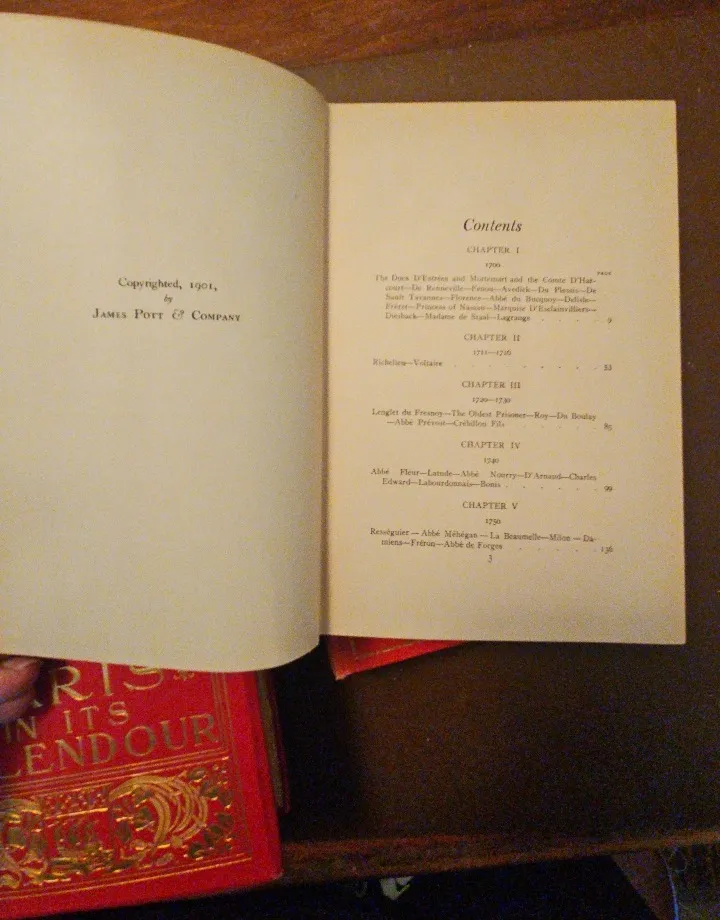 Copyrighted, 1901,
by
JAMES POTT & COMPANY
Contents
CHAPTER I
1700
PAGE
The Ducs D'Estrées and Mortemart and the Comte D'Har-
court—De Renneville—Fenou—Avedick—Du Plessis—De
Sault Tavannes—Florence—Abbé du Bucquoy—Delisle—
Fréret—Princess of Nassau—Marquise D'Esclainvilliers—
Diesback—Madame de Staal—Lagrange . . . . 9
CHAPTER II
1711—1726
Richelieu—Voltaire . . . . . . . . 52
CHAPTER III
1720—1730
Lenglet du Fresnoy—The Oldest Prisoner—Roy—Du Boulay
—Abbé Prévost—Crébillon Fils . . . . . 85
CHAPTER IV
1740
Abbé Fleur—Latude—Abbé Nourry—D'Arnaud—Charles
Edward—Labourdonnais—Bonis . . . . . 99
CHAPTER V
1750
Rességuier—Abbé Méhégan—La Beaumelle—Milon—Da-
miens—Fréron—Abbé de Forges . . . . . 136
3
ARIS
IN ITS
LENDOUR